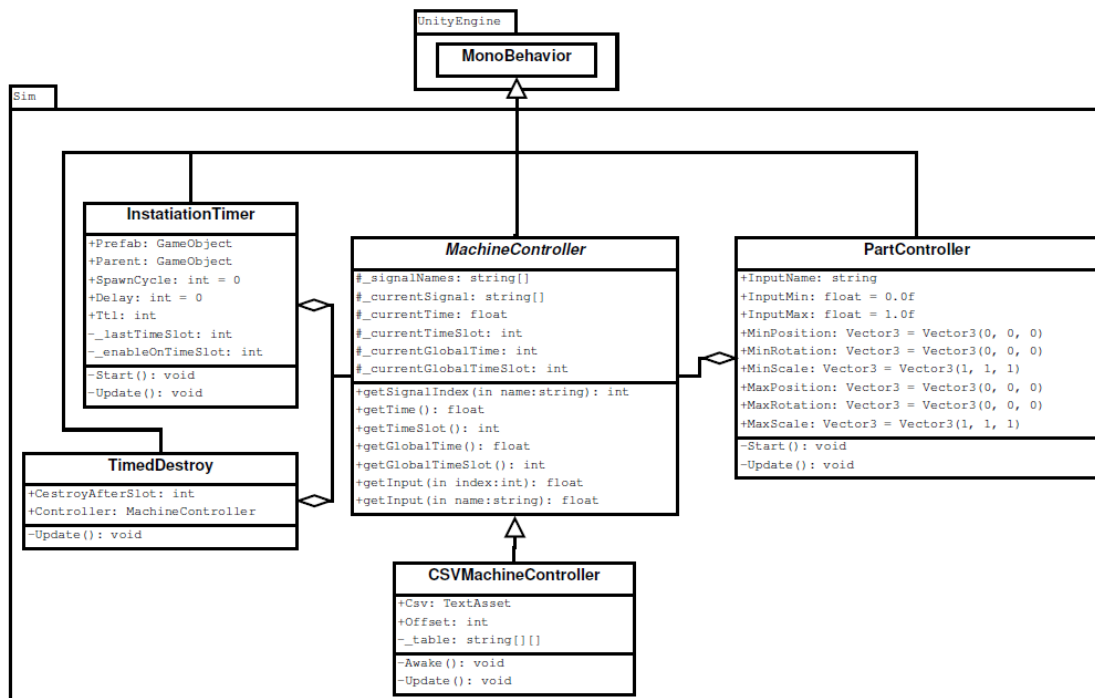 UnityEngine
MonoBehavior
Sim
InstatiationTimer
+Prefab: GameObject
+Parent: GameObject
+SpawnCycle: int = 0
+Delay: int = 0
+Ttl: int
-_lastTimeSlot: int
-_enableOnTimeSlot: int
-Start(): void
-Update(): void
TimedDestroy
+CestroyAfterSlot: int
+Controller: MachineController
-Update(): void
MachineController
#_signalNames: string[]
#_currentSignal: string[]
#_currentTime: float
#_currentTimeSlot: int
#_currentGlobalTime: int
#_currentGlobalTimeSlot: int
+getSignalIndex(in name:string): int
+getTime(): float
+getTimeSlot(): int
+getGlobalTime(): float
+getGlobalTimeSlot(): int
+getInput(in index:int): float
+getInput(in name:string): float
PartController
+InputName: string
+InputMin: float = 0.0f
+InputMax: float = 1.0f
+MinPosition: Vector3 = Vector3(0, 0, 0)
+MinRotation: Vector3 = Vector3(0, 0, 0)
+MinScale: Vector3 = Vector3(1, 1, 1)
+MaxPosition: Vector3 = Vector3(0, 0, 0)
+MaxRotation: Vector3 = Vector3(0, 0, 0)
+MaxScale: Vector3 = Vector3(1, 1, 1)
-Start(): void
-Update(): void
CSVMachineController
+Csv: TextAsset
+Offset: int
-_table: string[][]
-Awake(): void
-Update(): void